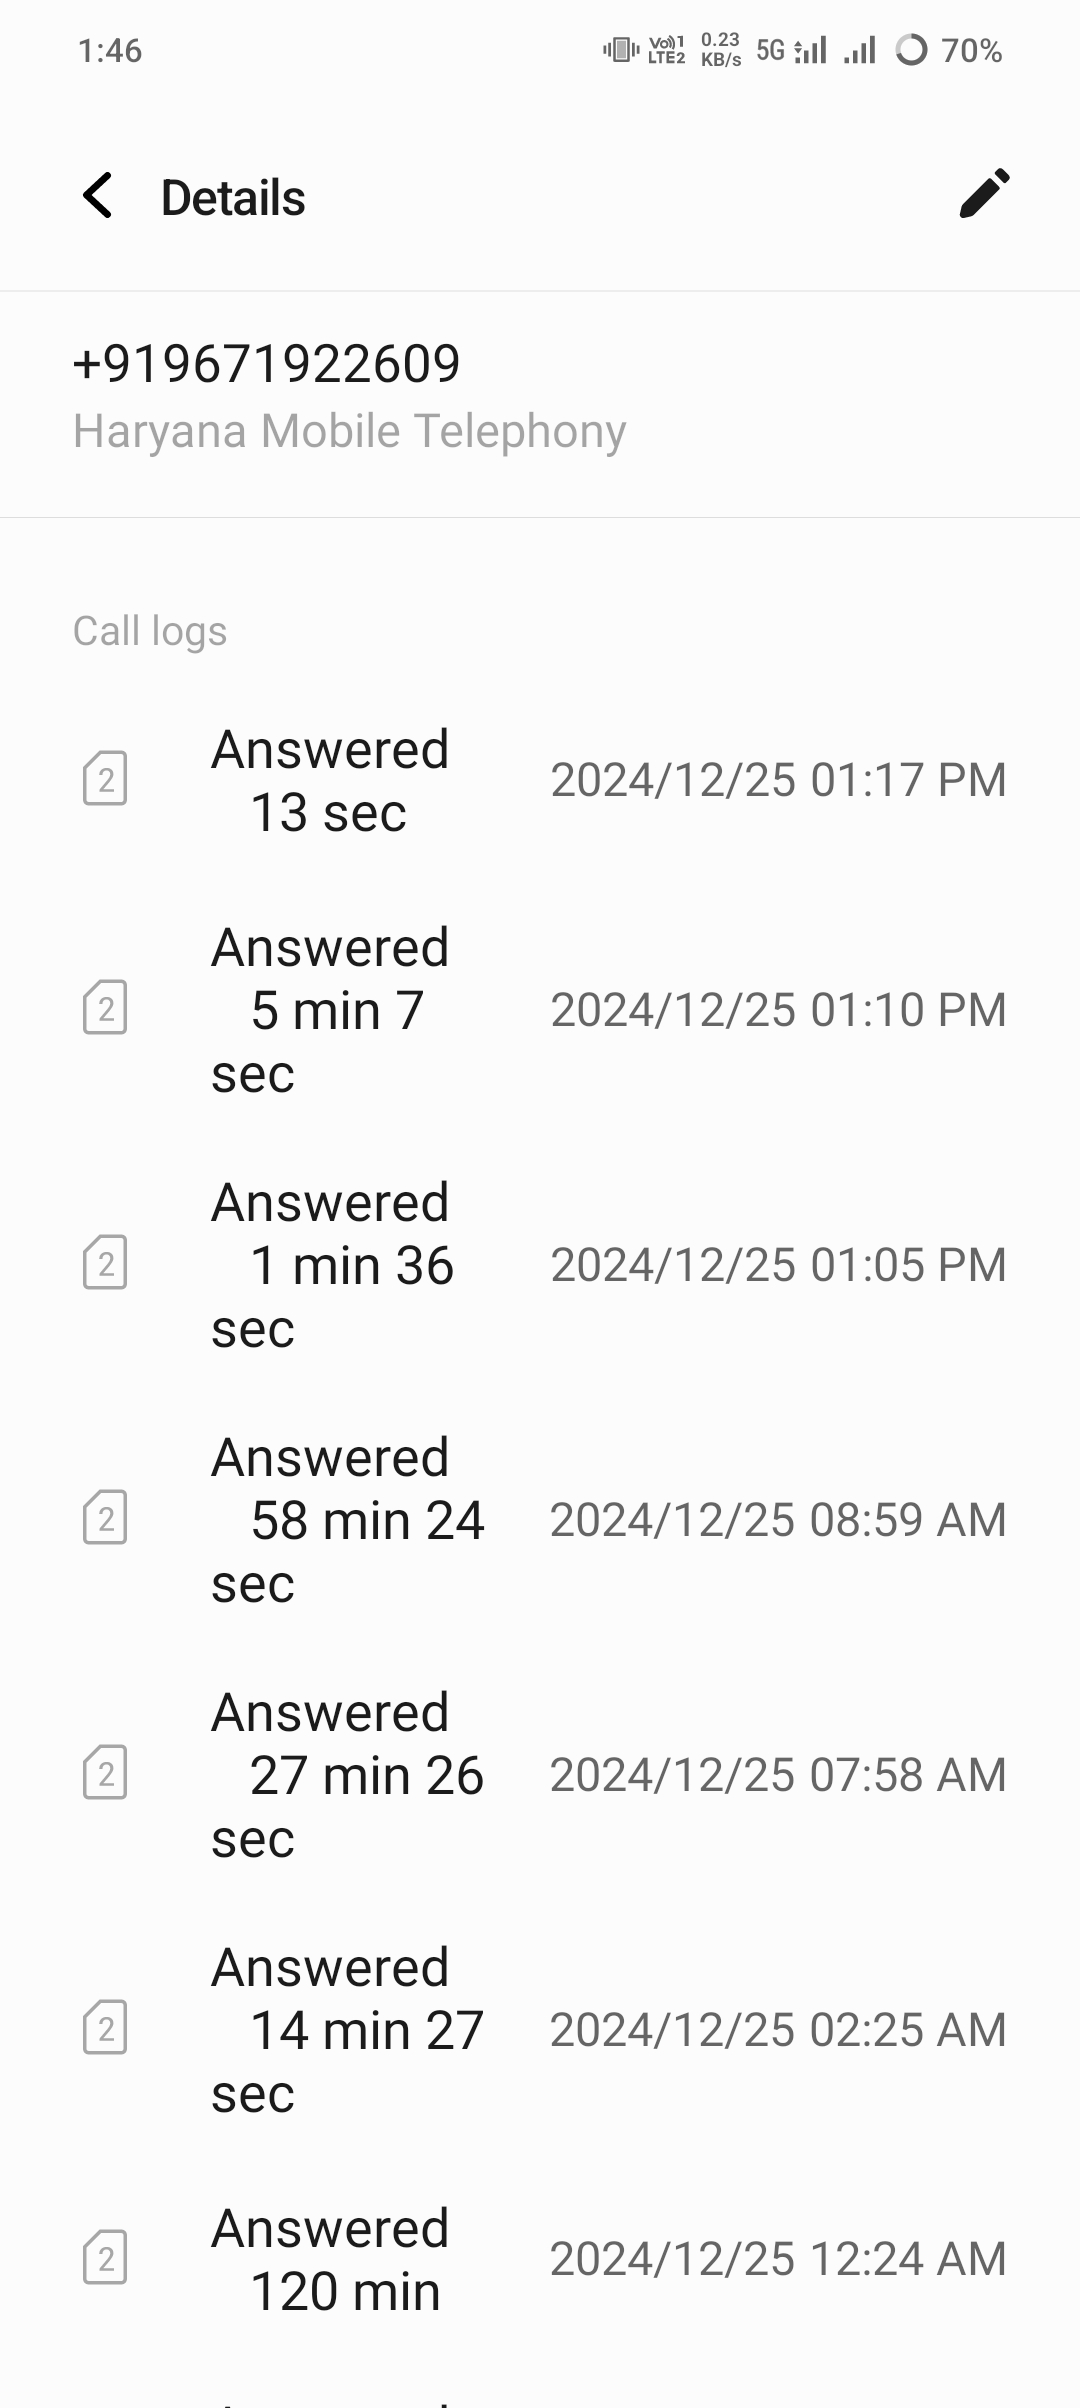 1:46
Vo))1 LTE2 0.23 KB/s 5G 70%
Details
+919671922609
Haryana Mobile Telephony
Call logs
2 Answered 2024/12/25 01:17 PM
13 sec
2 Answered 2024/12/25 01:10 PM
5 min 7
sec
2 Answered 2024/12/25 01:05 PM
1 min 36
sec
2 Answered 2024/12/25 08:59 AM
58 min 24
sec
2 Answered 2024/12/25 07:58 AM
27 min 26
sec
2 Answered 2024/12/25 02:25 AM
14 min 27
sec
2 Answered 2024/12/25 12:24 AM
120 min